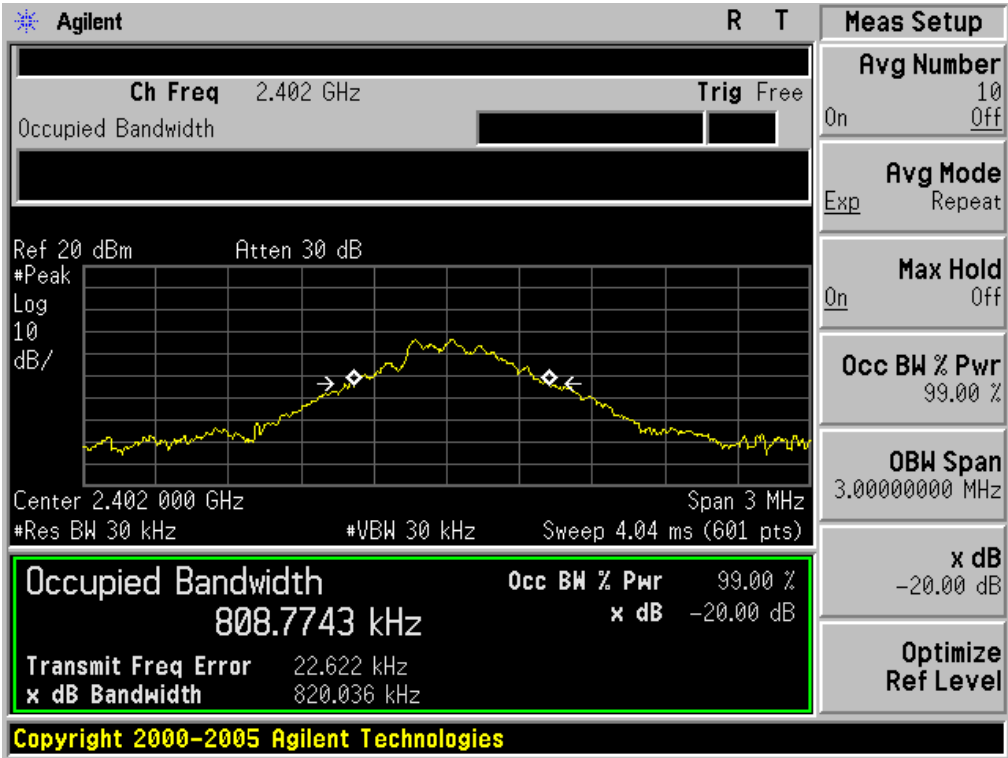 Agilent R T
Ch Freq 2.402 GHz Trig Free
Occupied Bandwidth
Ref 20 dBm Atten 30 dB
#Peak
Log
10
dB/
Center 2.402 000 GHz Span 3 MHz
#Res BW 30 kHz #VBW 30 kHz Sweep 4.04 ms (601 pts)
Occupied Bandwidth Occ BW % Pwr 99.00 %
808.7743 kHz x dB -20.00 dB
Transmit Freq Error 22.622 kHz
x dB Bandwidth 820.036 kHz
Copyright 2000-2005 Agilent Technologies
Meas Setup
Avg Number
10
On Off
Avg Mode
Exp Repeat
Max Hold
On Off
Occ BW % Pwr
99.00 %
OBW Span
3.00000000 MHz
x dB
-20.00 dB
Optimize
Ref Level